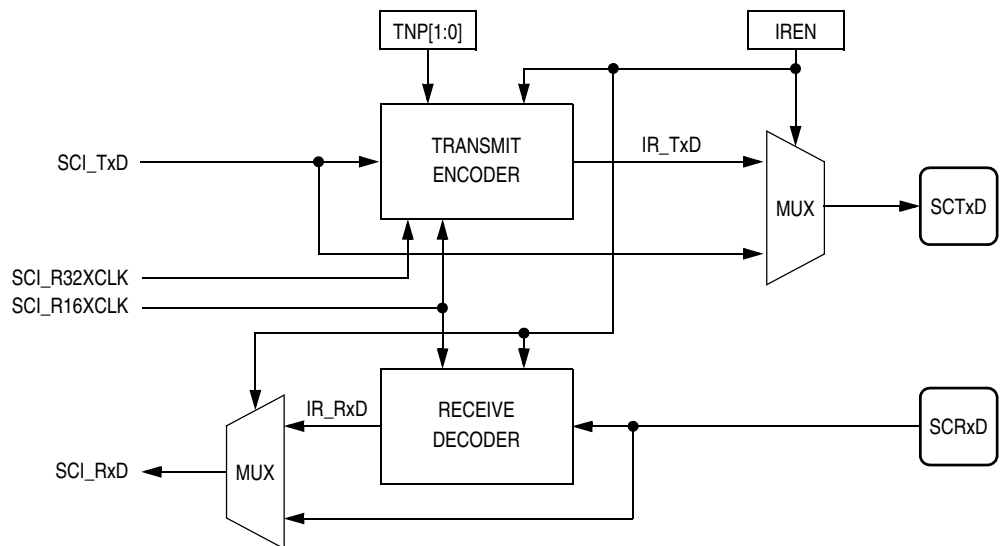 TNP[1:0]
IREN
SCI_TxD
TRANSMIT
ENCODER
IR_TxD
MUX
SCTxD
SCI_R32XCLK
SCI_R16XCLK
IR_RxD
RECEIVE
DECODER
SCRxD
SCI_RxD
MUX